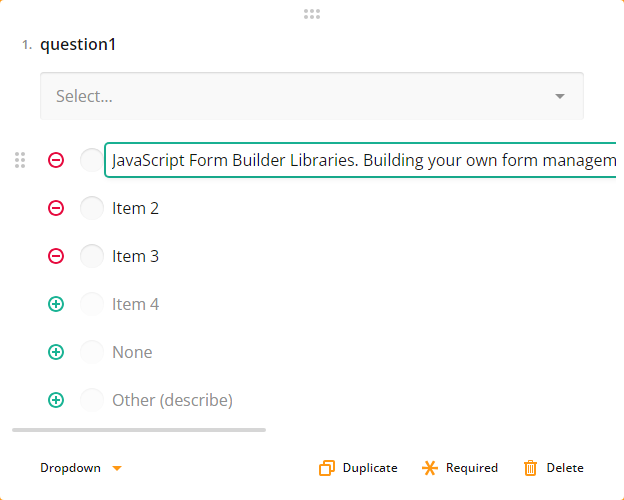 1. question1
Select...
JavaScript Form Builder Libraries. Building your own form managem
Item 2
Item 3
Item 4
None
Other (describe)
Dropdown Duplicate Required Delete